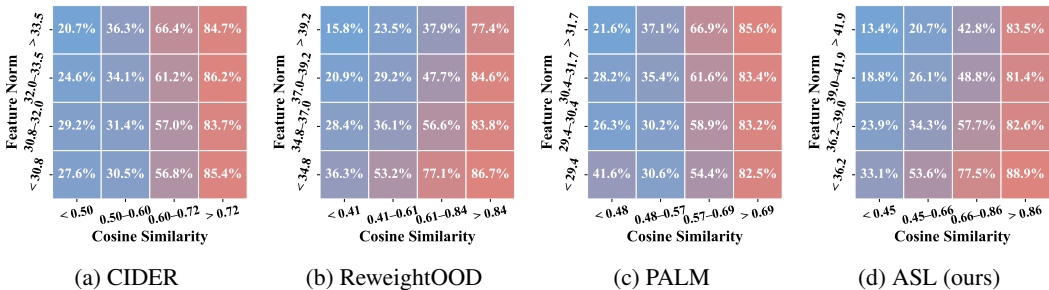 Feature Norm
> 33.5 20.7% 36.3% 66.4% 84.7%
32.0–33.5 24.6% 34.1% 61.2% 86.2%
30.8–32.0 29.2% 31.4% 57.0% 83.7%
< 30.8 27.6% 30.5% 56.8% 85.4%
< 0.50 0.50–0.60 0.60–0.72 > 0.72
Cosine Similarity
(a) CIDER
Feature Norm
> 39.2 15.8% 23.5% 37.9% 77.4%
37.0–39.2 20.9% 29.2% 47.7% 84.6%
34.8–37.0 28.4% 36.1% 56.6% 83.8%
< 34.8 36.3% 53.2% 77.1% 86.7%
< 0.41 0.41–0.61 0.61–0.84 > 0.84
Cosine Similarity
(b) ReweightOOD
Feature Norm
> 31.7 21.6% 37.1% 66.9% 85.6%
30.4–31.7 28.2% 35.4% 61.6% 83.4%
29.4–30.4 26.3% 30.2% 58.9% 83.2%
< 29.4 41.6% 30.6% 54.4% 82.5%
< 0.48 0.48–0.57 0.57–0.69 > 0.69
Cosine Similarity
(c) PALM
Feature Norm
> 41.9 13.4% 20.7% 42.8% 83.5%
39.0–41.9 18.8% 26.1% 48.8% 81.4%
36.2–39.0 23.9% 34.3% 57.7% 82.6%
< 36.2 33.1% 53.6% 77.5% 88.9%
< 0.45 0.45–0.66 0.66–0.86 > 0.86
Cosine Similarity
(d) ASL (ours)